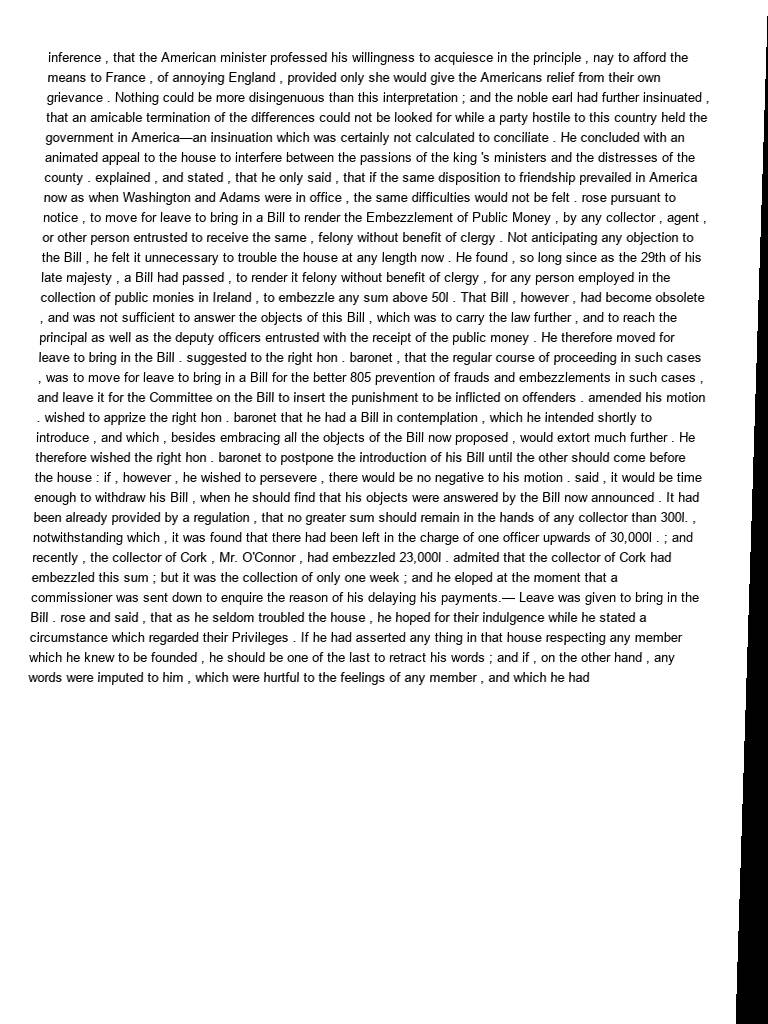 inference , that the American minister professed his willingness to acquiesce in the principle , nay to afford the
means to France , of annoying England , provided only she would give the Americans relief from their own
grievance . Nothing could be more disingenuous than this interpretation ; and the noble earl had further insinuated ,
that an amicable termination of the differences could not be looked for while a party hostile to this country held the
government in America—an insinuation which was certainly not calculated to conciliate . He concluded with an
animated appeal to the house to interfere between the passions of the king 's ministers and the distresses of the
county . explained , and stated , that he only said , that if the same disposition to friendship prevailed in America
now as when Washington and Adams were in office , the same difficulties would not be felt . rose pursuant to
notice , to move for leave to bring in a Bill to render the Embezzlement of Public Money , by any collector , agent ,
or other person entrusted to receive the same , felony without benefit of clergy . Not anticipating any objection to
the Bill , he felt it unnecessary to trouble the house at any length now . He found , so long since as the 29th of his
late majesty , a Bill had passed , to render it felony without benefit of clergy , for any person employed in the
collection of public monies in Ireland , to embezzle any sum above 50l . That Bill , however , had become obsolete
, and was not sufficient to answer the objects of this Bill , which was to carry the law further , and to reach the
principal as well as the deputy officers entrusted with the receipt of the public money . He therefore moved for
leave to bring in the Bill . suggested to the right hon . baronet , that the regular course of proceeding in such cases
, was to move for leave to bring in a Bill for the better 805 prevention of frauds and embezzlements in such cases ,
and leave it for the Committee on the Bill to insert the punishment to be inflicted on offenders . amended his motion
. wished to apprize the right hon . baronet that he had a Bill in contemplation , which he intended shortly to
introduce , and which , besides embracing all the objects of the Bill now proposed , would extort much further . He
therefore wished the right hon . baronet to postpone the introduction of his Bill until the other should come before
the house : if , however , he wished to persevere , there would be no negative to his motion . said , it would be time
enough to withdraw his Bill , when he should find that his objects were answered by the Bill now announced . It had
been already provided by a regulation , that no greater sum should remain in the hands of any collector than 300l. ,
notwithstanding which , it was found that there had been left in the charge of one officer upwards of 30,000l . ; and
recently , the collector of Cork , Mr. O'Connor , had embezzled 23,000l . admitted that the collector of Cork had
embezzled this sum ; but it was the collection of only one week ; and he eloped at the moment that a
commissioner was sent down to enquire the reason of his delaying his payments.— Leave was given to bring in the
Bill . rose and said , that as he seldom troubled the house , he hoped for their indulgence while he stated a
circumstance which regarded their Privileges . If he had asserted any thing in that house respecting any member
which he knew to be founded , he should be one of the last to retract his words ; and if , on the other hand , any
words were imputed to him , which were hurtful to the feelings of any member , and which he had